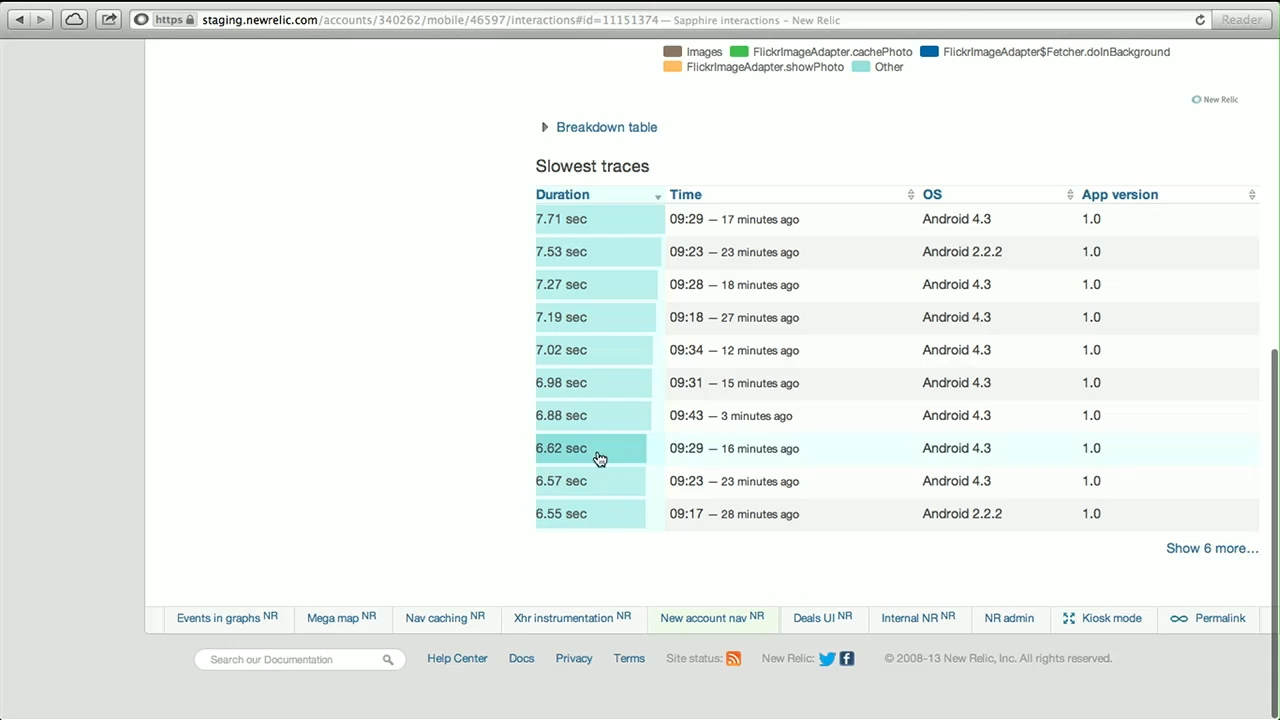 https staging.newrelic.com/accounts/340262/mobile/46597/interactions#id=11151374 — Sapphire interactions – New Relic Reader
Images FlickrImageAdapter.cachePhoto FlickrImageAdapter$Fetcher.doInBackground
FlickrImageAdapter.showPhoto Other
New Relic
Breakdown table
Slowest traces
Duration Time OS App version
7.71 sec 09:29 — 17 minutes ago Android 4.3 1.0
7.53 sec 09:23 — 23 minutes ago Android 2.2.2 1.0
7.27 sec 09:28 — 18 minutes ago Android 4.3 1.0
7.19 sec 09:18 — 27 minutes ago Android 4.3 1.0
7.02 sec 09:34 — 12 minutes ago Android 4.3 1.0
6.98 sec 09:31 — 15 minutes ago Android 4.3 1.0
6.88 sec 09:43 — 3 minutes ago Android 4.3 1.0
6.62 sec 09:29 — 16 minutes ago Android 4.3 1.0
6.57 sec 09:23 — 23 minutes ago Android 4.3 1.0
6.55 sec 09:17 — 28 minutes ago Android 2.2.2 1.0
Show 6 more...
Events in graphs NR Mega map NR Nav caching NR Xhr instrumentation NR New account nav NR Deals UI NR Internal NR NR NR admin Kiosk mode Permalink
Search our Documentation Help Center Docs Privacy Terms Site status: New Relic: © 2008-13 New Relic, Inc. All rights reserved.